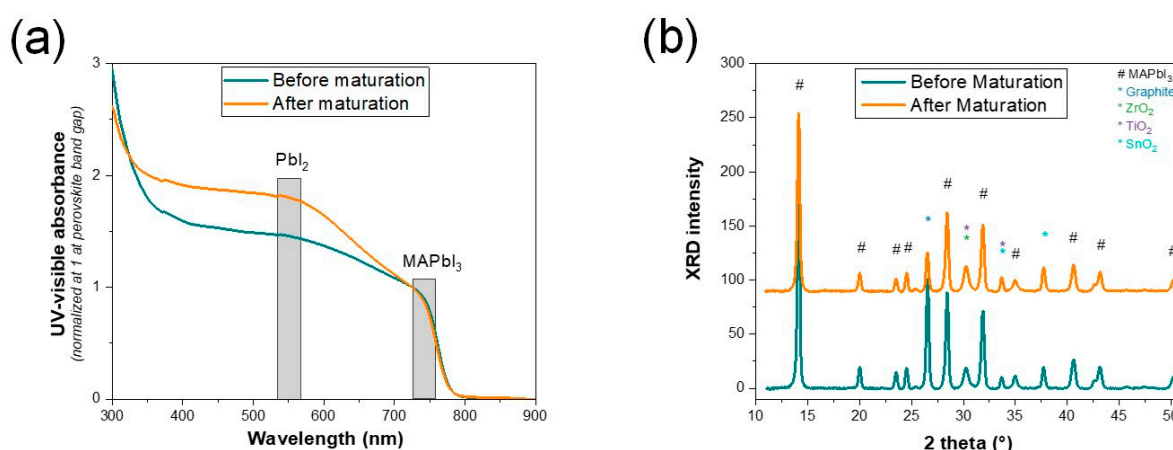 (a)
UV-visible absorbance
(normalized at 1 at perovskite band gap)
3
2
1
0
Before maturation
After maturation
PbI2
MAPbI3
300 400 500 600 700 800 900
Wavelength (nm)
(b)
XRD intensity
300
250
200
150
100
50
0
Before Maturation
After Maturation
# MAPbI3
* Graphite
* ZrO2
* TiO2
* SnO2
#
# # #
*
#
*
*
#
*
*
#
*
#
#
#
10 15 20 25 30 35 40 45 50
2 theta (°)